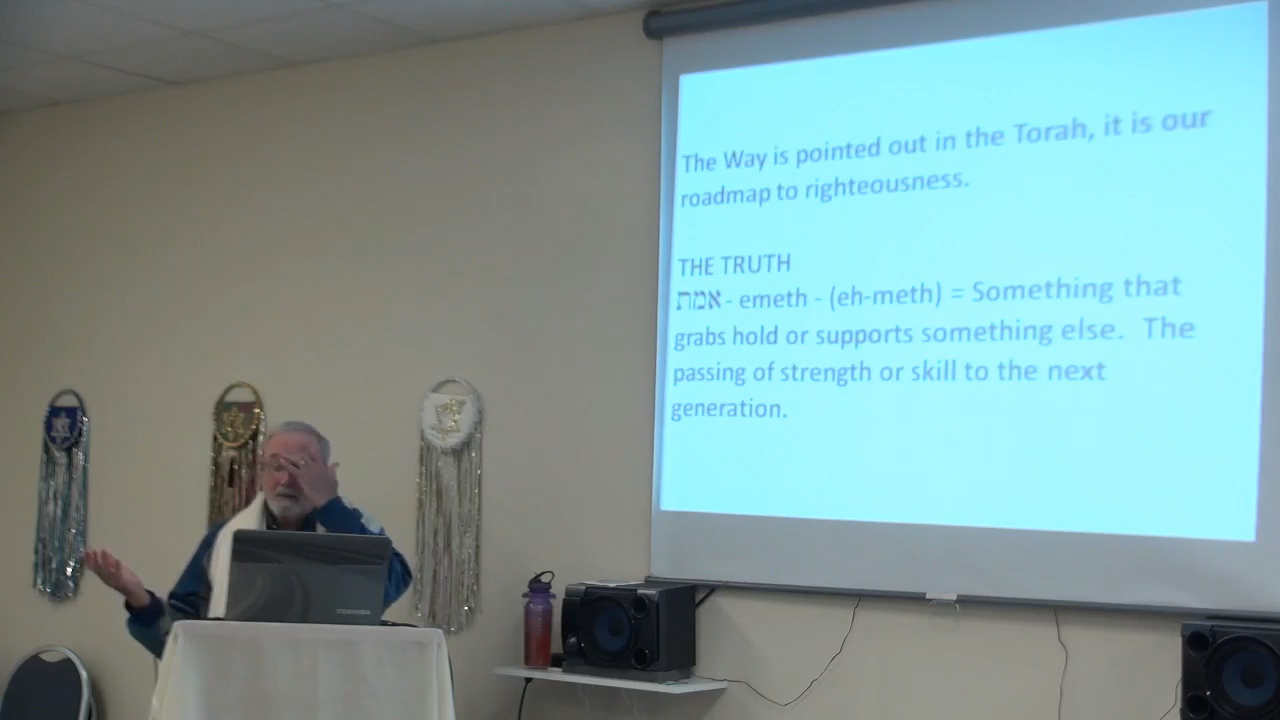 The Way is pointed out in the Torah, it is our
roadmap to righteousness.
THE TRUTH
אמת - emeth - (eh-meth) = Something that
grabs hold or supports something else.  The
passing of strength or skill to the next
generation.
TOSHIBA